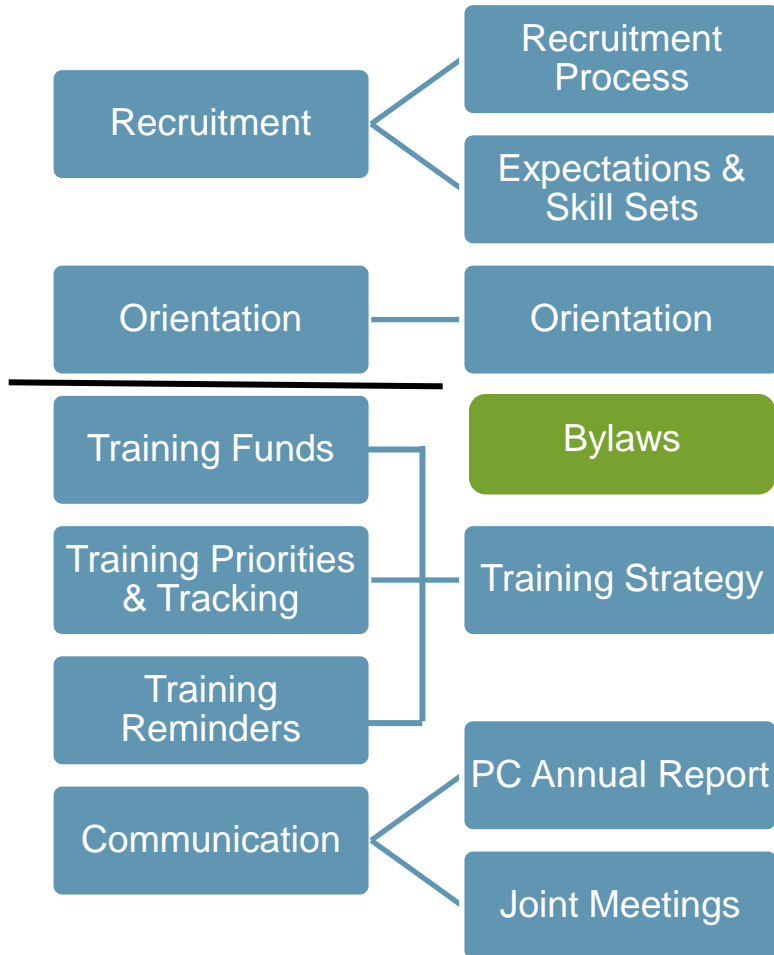 Recruitment
Process
Recruitment
Expectations &
Skill Sets
Orientation
Orientation
Training Funds
Bylaws
Training Priorities
& Tracking
Training Strategy
Training
Reminders
PC Annual Report
Communication
Joint Meetings